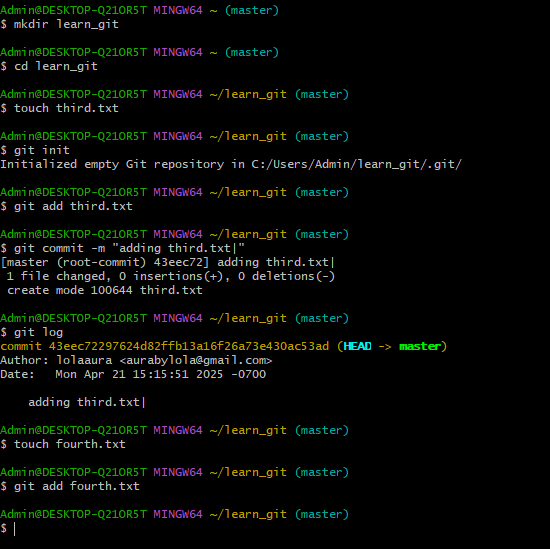 Admin@DESKTOP-Q21OR5T MINGW64 ~ (master)
$ mkdir learn_git
Admin@DESKTOP-Q21OR5T MINGW64 ~ (master)
$ cd learn_git
Admin@DESKTOP-Q21OR5T MINGW64 ~/learn_git (master)
$ touch third.txt
Admin@DESKTOP-Q21OR5T MINGW64 ~/learn_git (master)
$ git init
Initialized empty Git repository in C:/Users/Admin/learn_git/.git/
Admin@DESKTOP-Q21OR5T MINGW64 ~/learn_git (master)
$ git add third.txt
Admin@DESKTOP-Q21OR5T MINGW64 ~/learn_git (master)
$ git commit -m "adding third.txt|"
[master (root-commit) 43eec72] adding third.txt|
 1 file changed, 0 insertions(+), 0 deletions(-)
 create mode 100644 third.txt
Admin@DESKTOP-Q21OR5T MINGW64 ~/learn_git (master)
$ git log
commit 43eec72297624d82ffb13a16f26a73e430ac53ad (HEAD -> master)
Author: lolaaura <aurabylola@gmail.com>
Date:   Mon Apr 21 15:15:51 2025 -0700
    adding third.txt|
Admin@DESKTOP-Q21OR5T MINGW64 ~/learn_git (master)
$ touch fourth.txt
Admin@DESKTOP-Q21OR5T MINGW64 ~/learn_git (master)
$ git add fourth.txt
Admin@DESKTOP-Q21OR5T MINGW64 ~/learn_git (master)
$